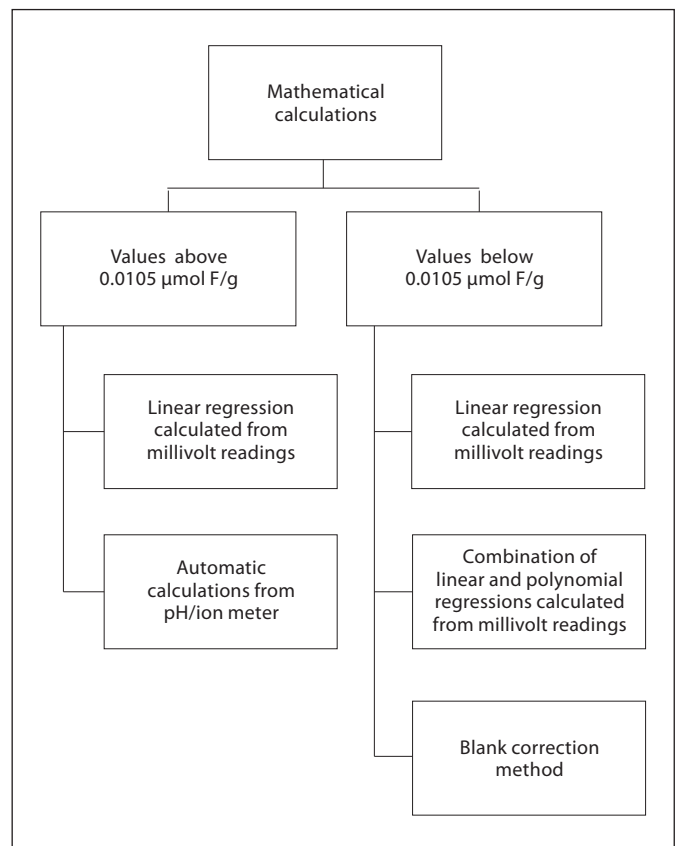 Mathematical
calculations
Values above
0.0105 µmol F/g
Values below
0.0105 µmol F/g
Linear regression
calculated from
millivolt readings
Linear regression
calculated from
millivolt readings
Automatic
calculations from
pH/ion meter
Combination of
linear and polynomial
regressions calculated
from millivolt readings
Blank correction
method